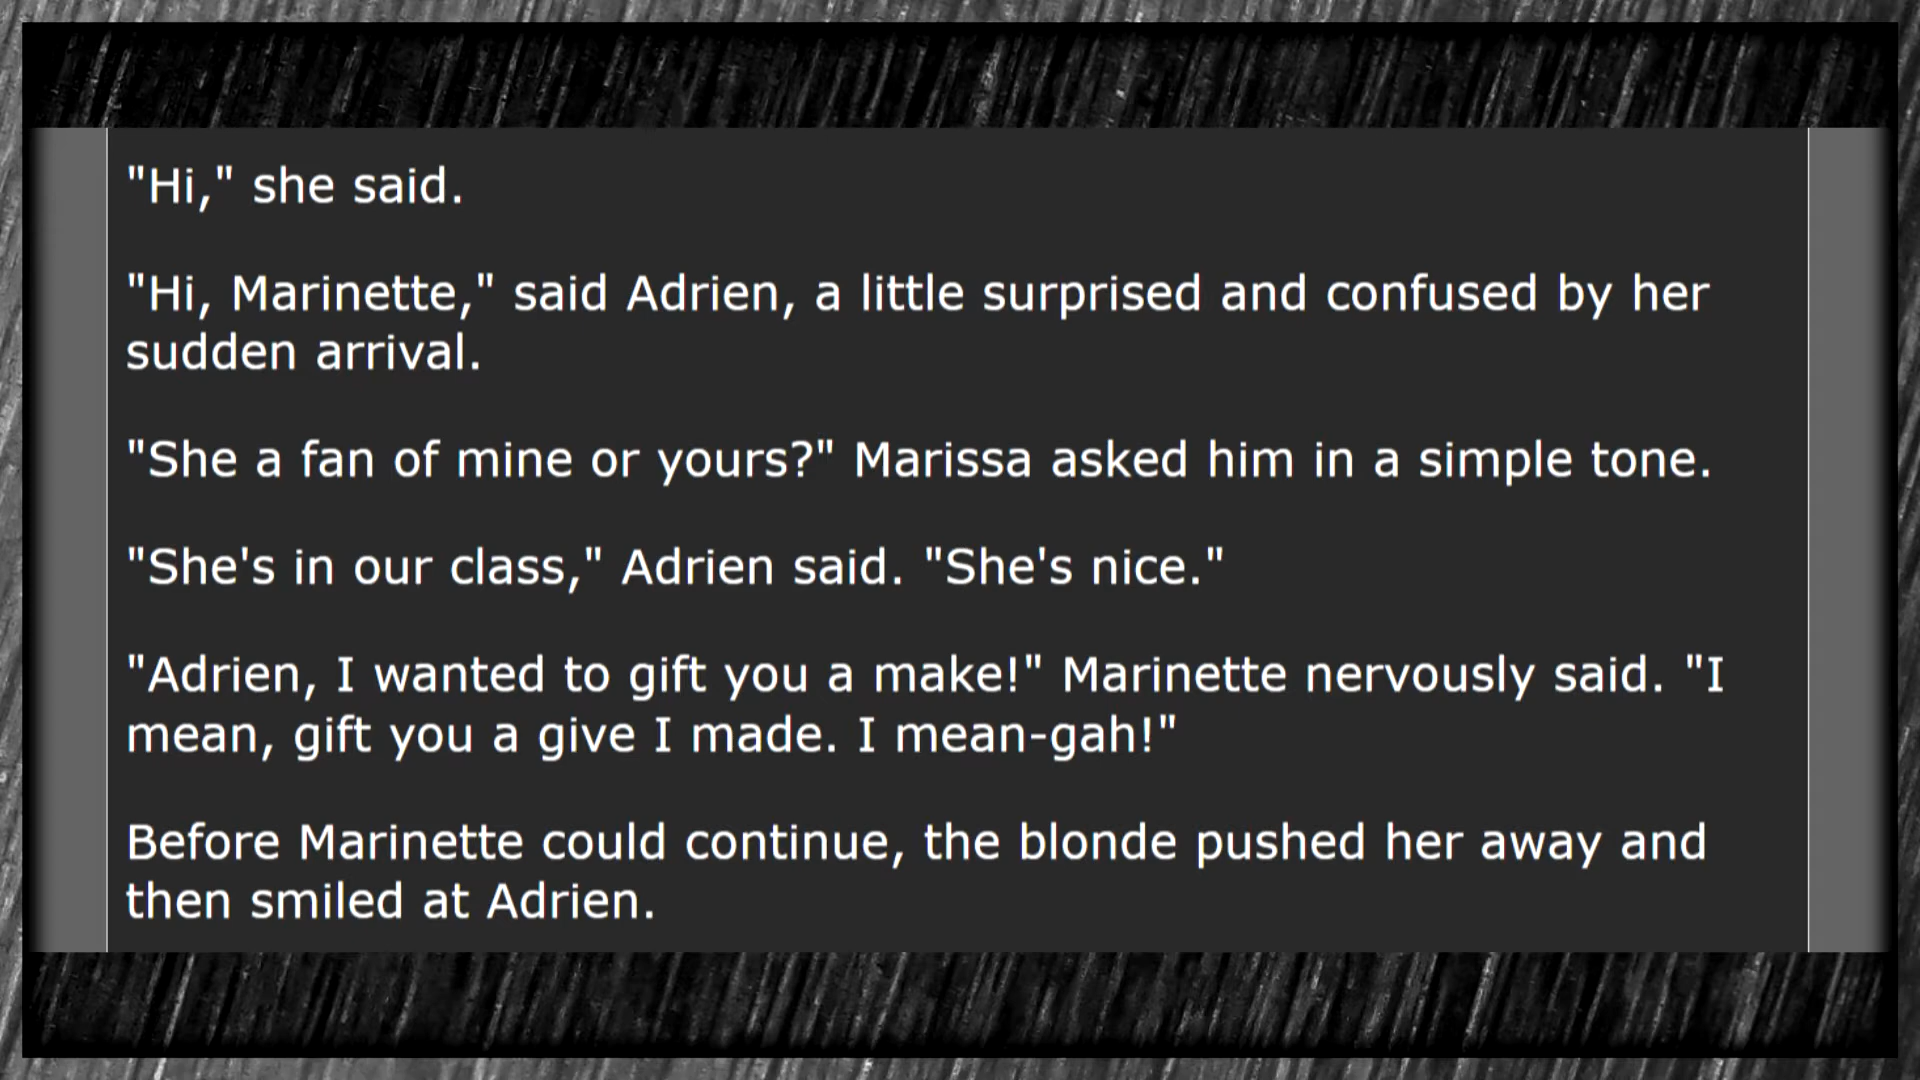 "Hi," she said.
"Hi, Marinette," said Adrien, a little surprised and confused by her
sudden arrival.
"She a fan of mine or yours?" Marissa asked him in a simple tone.
"She's in our class," Adrien said. "She's nice."
"Adrien, I wanted to gift you a make!" Marinette nervously said. "I
mean, gift you a give I made. I mean-gah!"
Before Marinette could continue, the blonde pushed her away and
then smiled at Adrien.